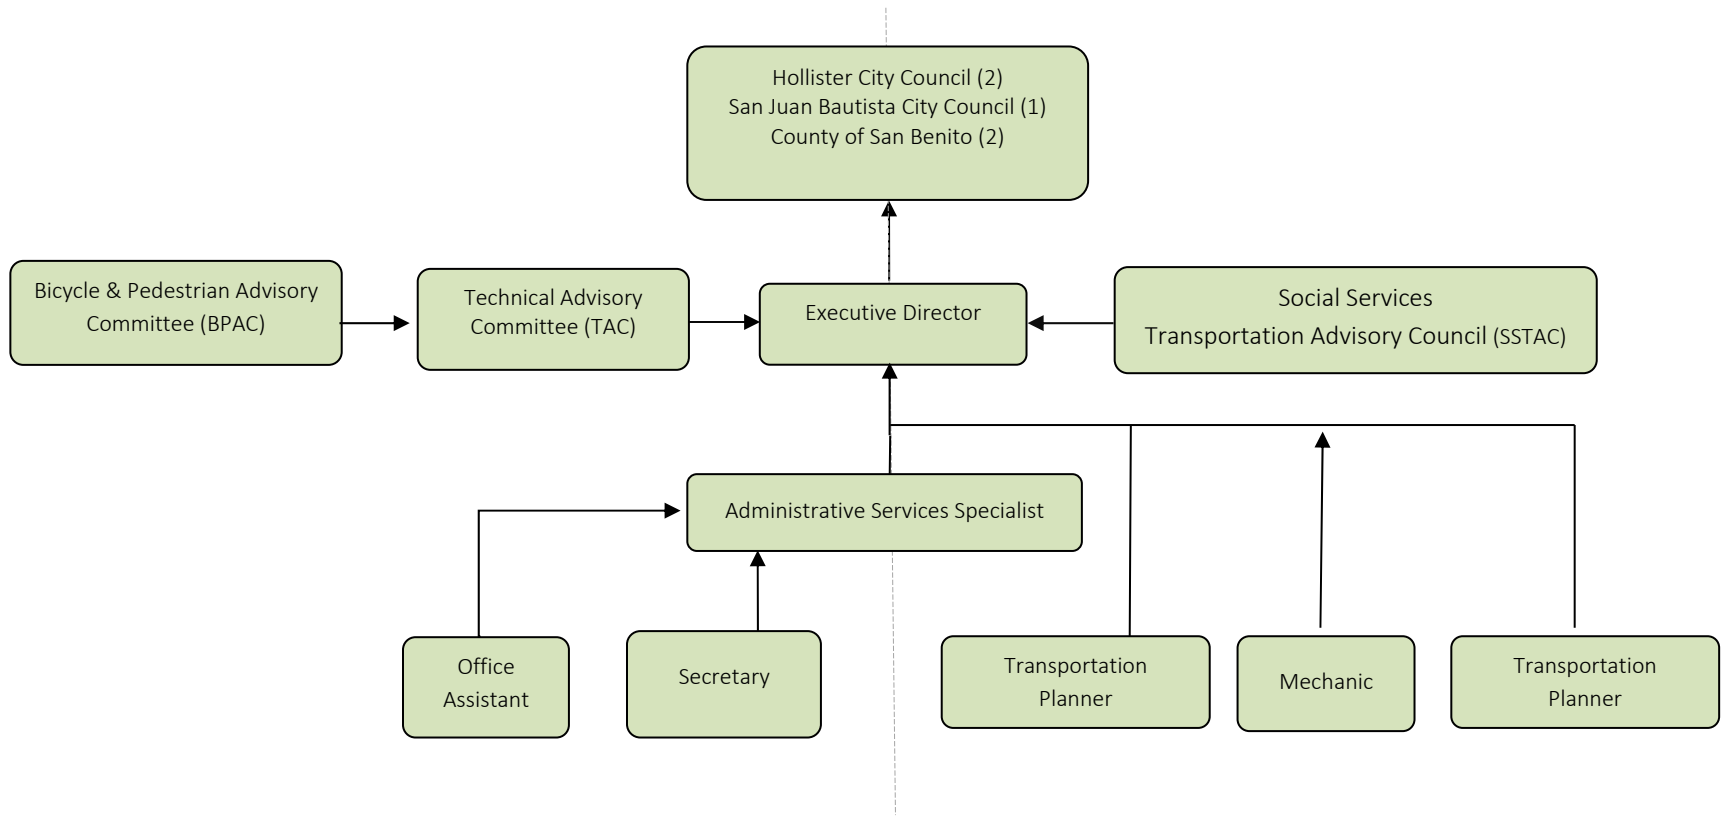 Hollister City Council (2)
San Juan Bautista City Council (1)
County of San Benito (2)
Bicycle & Pedestrian Advisory
Committee (BPAC)
Technical Advisory
Committee (TAC)
Executive Director
Social Services
Transportation Advisory Council (SSTAC)
Administrative Services Specialist
Office
Assistant
Secretary
Transportation
Planner
Mechanic
Transportation
Planner